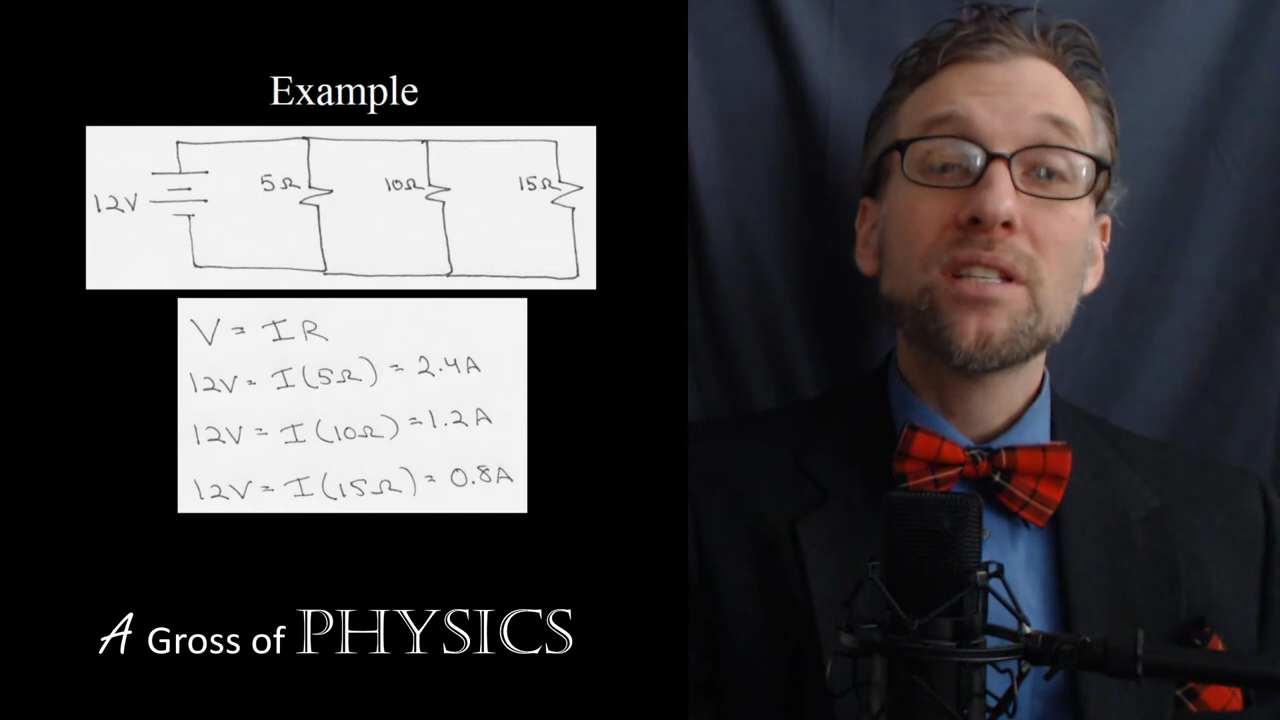 Example
12V 5Ω 10Ω 15Ω
V = IR
12V = I(5Ω) = 2.4A
12V = I(10Ω) = 1.2A
12V = I(15Ω) = 0.8A
A Gross of PHYSICS